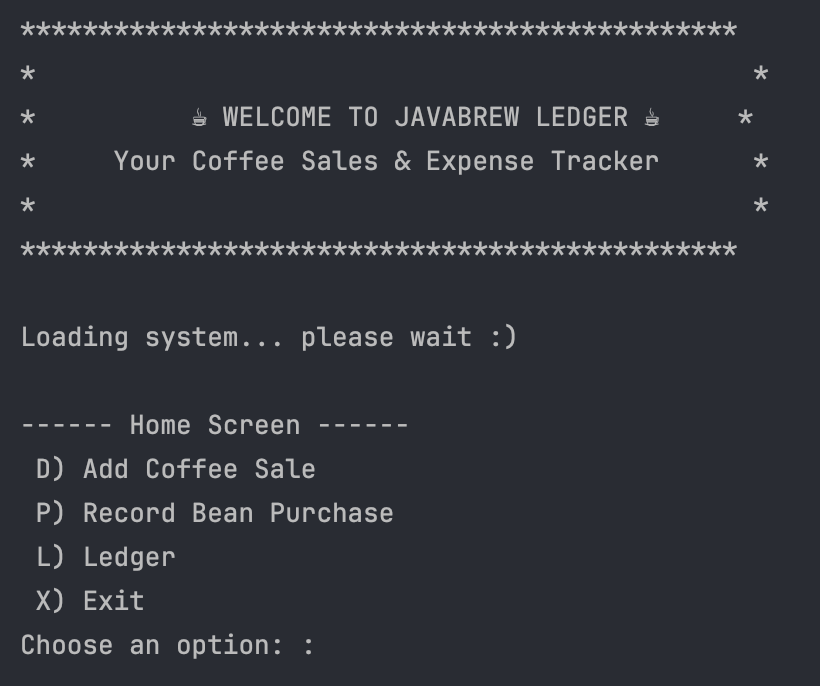 **********************************************
*                                              *
*          ☕ WELCOME TO JAVABREW LEDGER ☕     *
*     Your Coffee Sales & Expense Tracker      *
*                                              *
**********************************************
Loading system... please wait :)
------ Home Screen ------
 D) Add Coffee Sale
 P) Record Bean Purchase
 L) Ledger
 X) Exit
Choose an option: :